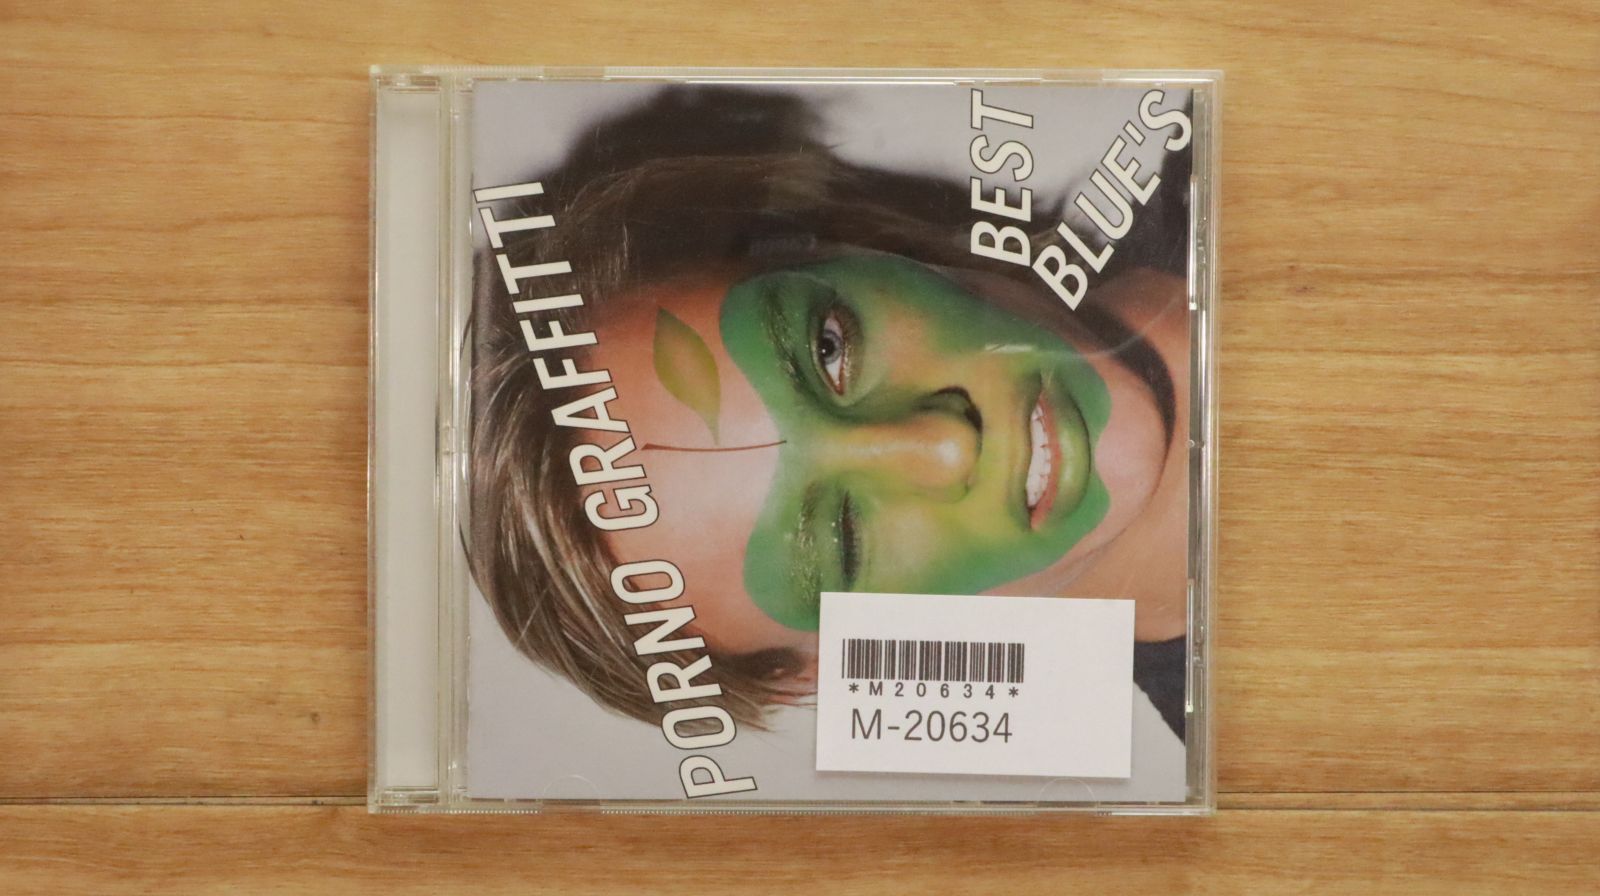 PORNO GRAFFITTI
BEST
BLUE'S
*M20634*
M-20634